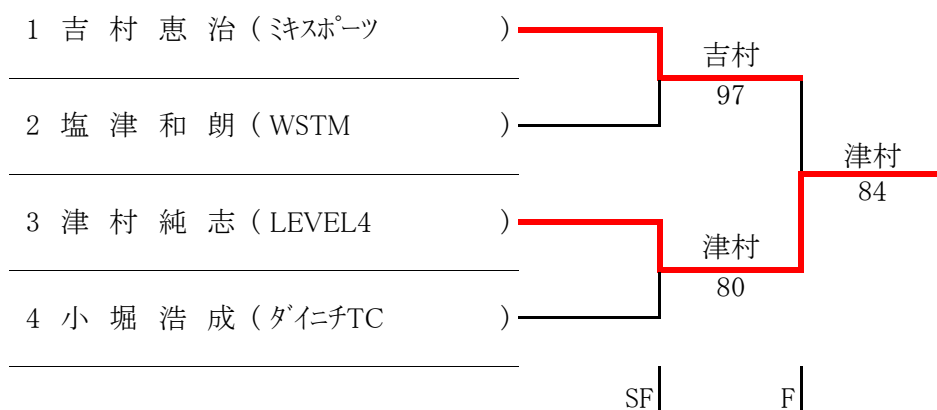 1 吉 村 恵 治 ( ミキスポーツ )
吉村
97
2 塩 津 和 朗 ( WSTM )
津村
84
3 津 村 純 志 ( LEVEL4 )
津村
80
4 小 堀 浩 成 ( ダイニチTC )
SF F